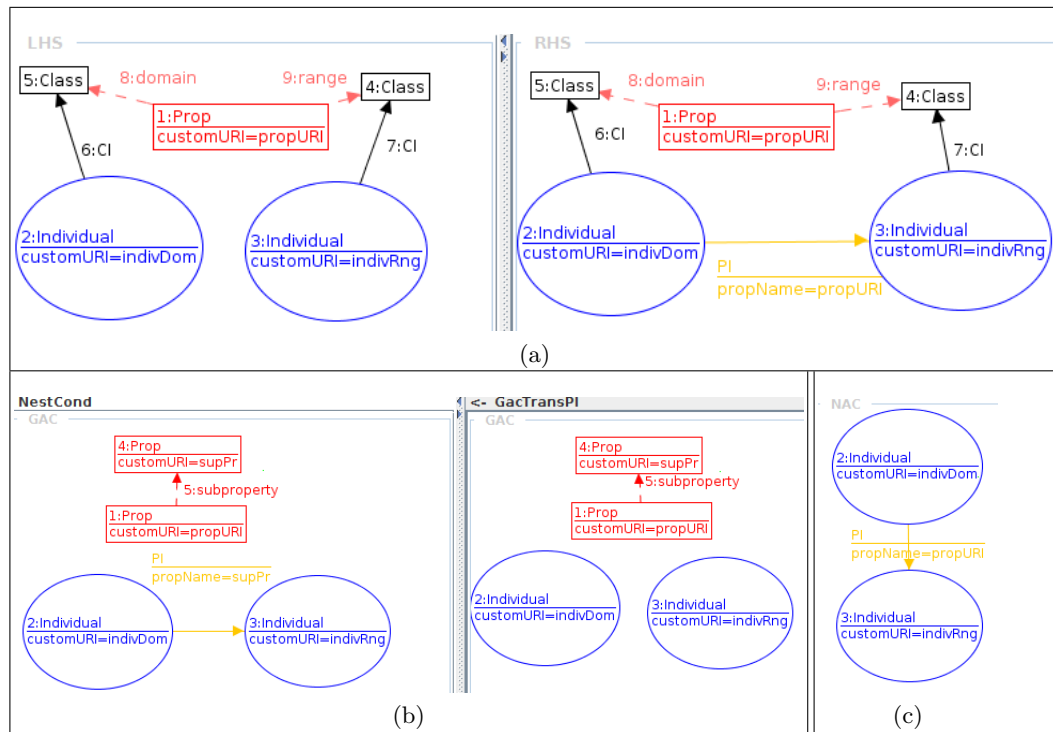 LHS
5:Class
8:domain
9:range
4:Class
1:Prop
customURI=propURI
6:CI
7:CI
2:Individual
customURI=indivDom
3:Individual
customURI=indivRng
RHS
5:Class
8:domain
9:range
4:Class
1:Prop
customURI=propURI
6:CI
7:CI
2:Individual
customURI=indivDom
3:Individual
customURI=indivRng
PI
propName=propURI
(a)
NestCond
GAC
4:Prop
customURI=supPr
5:subproperty
1:Prop
customURI=propURI
PI
propName=supPr
2:Individual
customURI=indivDom
3:Individual
customURI=indivRng
<- GacTransPI
GAC
4:Prop
customURI=supPr
5:subproperty
1:Prop
customURI=propURI
2:Individual
customURI=indivDom
3:Individual
customURI=indivRng
(b)
NAC
2:Individual
customURI=indivDom
PI
propName=propURI
3:Individual
customURI=indivRng
(c)